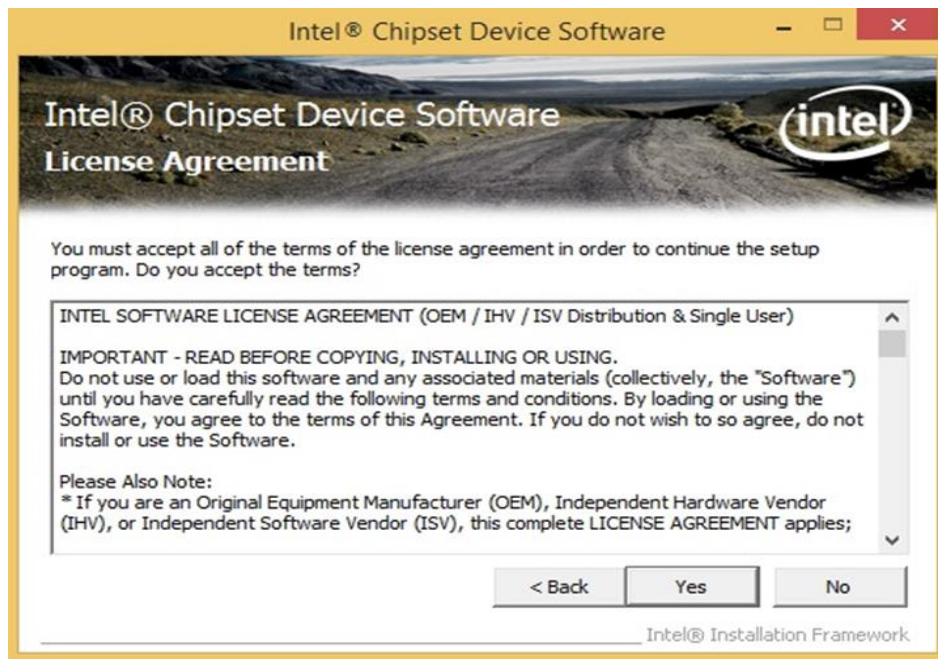 Intel® Chipset Device Software
Intel® Chipset Device Software
intel
License Agreement
You must accept all of the terms of the license agreement in order to continue the setup
program. Do you accept the terms?
INTEL SOFTWARE LICENSE AGREEMENT (OEM / IHV / ISV Distribution & Single User)
IMPORTANT - READ BEFORE COPYING, INSTALLING OR USING.
Do not use or load this software and any associated materials (collectively, the "Software")
until you have carefully read the following terms and conditions. By loading or using the
Software, you agree to the terms of this Agreement. If you do not wish to so agree, do not
install or use the Software.
Please Also Note:
* If you are an Original Equipment Manufacturer (OEM), Independent Hardware Vendor
(IHV), or Independent Software Vendor (ISV), this complete LICENSE AGREEMENT applies;
< Back Yes No
Intel® Installation Framework